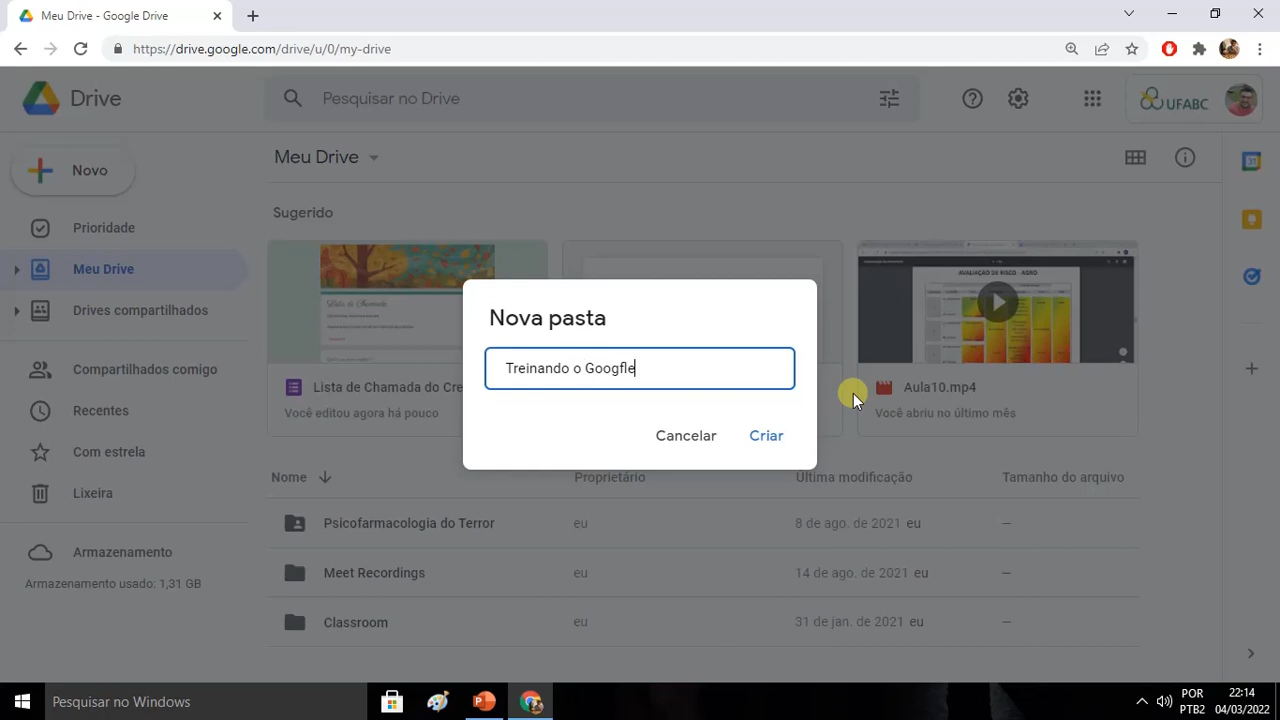 Meu Drive - Google Drive
https://drive.google.com/drive/u/0/my-drive
Drive
Pesquisar no Drive
UFABC
Novo
Meu Drive
Prioridade
Sugerido
Meu Drive
Drives compartilhados
AVALIAÇÃO DE RISCO - AGRO
Nova pasta
Treinando o Googfle
Compartilhados comigo
Lista de Chamada do Cre
Aula10.mp4
Recentes
Você editou agora há pouco
Você abriu no último mês
Cancelar
Criar
Com estrela
Nome
Proprietário
Última modificação
Tamanho do arquivo
Lixeira
Psicofarmacologia do Terror
eu
8 de ago. de 2021 eu
—
Armazenamento
Armazenamento usado: 1,31 GB
Meet Recordings
eu
14 de ago. de 2021 eu
—
Classroom
eu
31 de jan. de 2021 eu
—
Pesquisar no Windows
POR
PTB2
22:14
04/03/2022